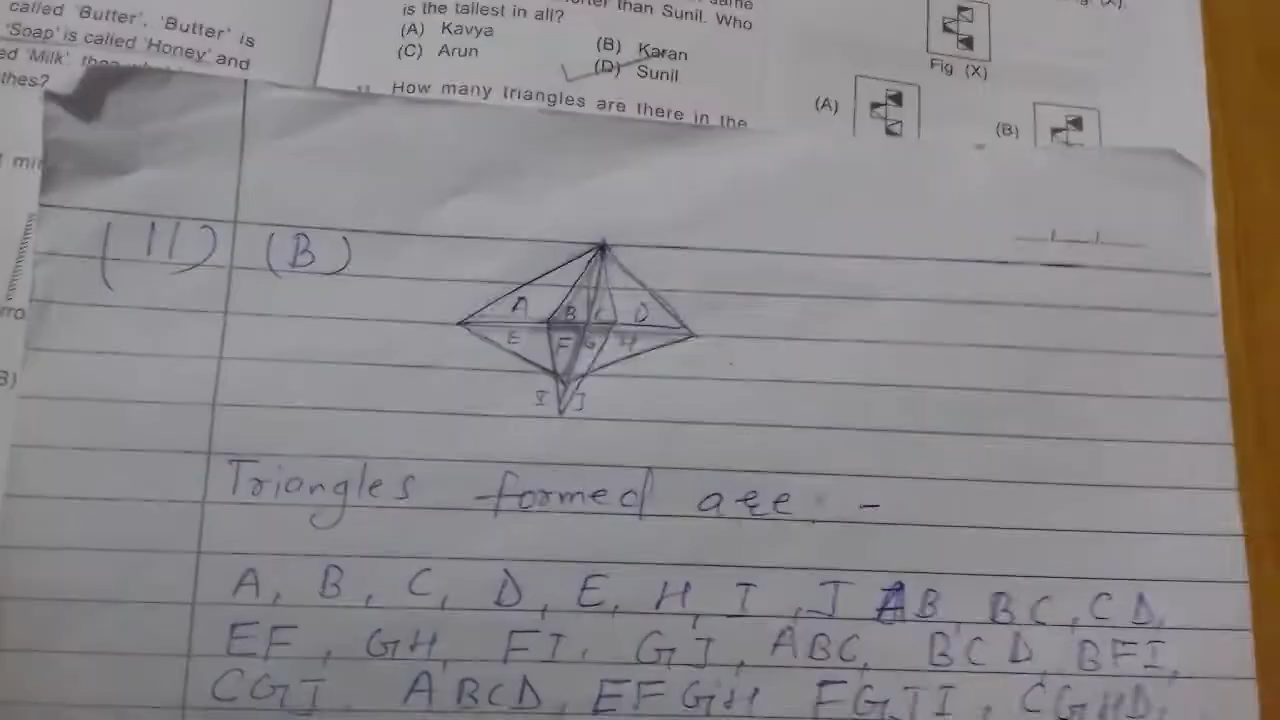 called 'Butter', 'Butter' is
'Soap' is called 'Honey' and
ed 'Milk'.
thes?
than Sunil. Who
is the tallest in all?
(A) Kavya
(B) Karan
(C) Arun
(D) Sunil
How many triangles are there in the
Fig (X)
(A)
(B)
(11) (B)
A B C D
E F G H
I J
Triangles formed are :-
A, B, C, D, E, H, I, J AB, BC, CD,
EF, GH, FI, GJ, ABC, BCD, BFI,
CGJ, ABCD, EFGH, FGJI, CGHD,